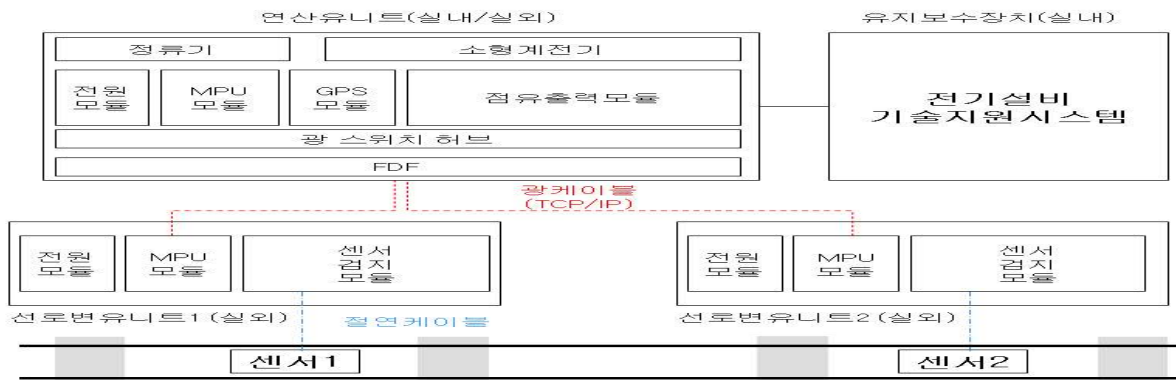 연산유니트(실내/실외)
유지보수장치(실내)
정류기
소형계전기
전원
모듈
MPU
모듈
GPS
모듈
점유출력모듈
광 스위치 허브
FDF
전기설비
기술지원시스템
광케이블
(TCP/IP)
전원
모듈
MPU
모듈
센서
검지
모듈
전원
모듈
MPU
모듈
센서
검지
모듈
선로변유니트1(실외)
절연케이블
선로변유니트2(실외)
센서1
센서2